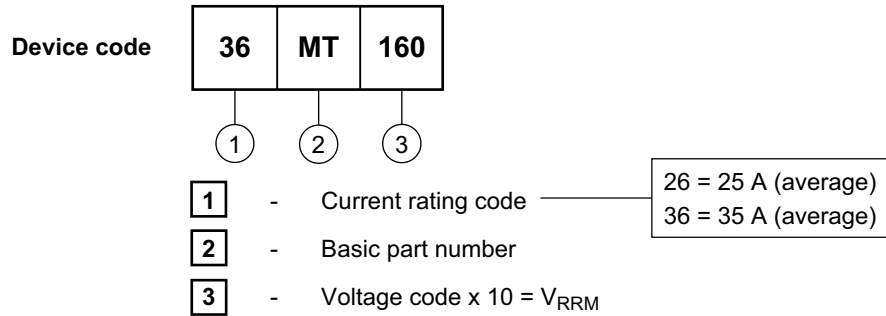 Device code 36 MT 160
1 2 3
1 - Current rating code
26 = 25 A (average)
36 = 35 A (average)
2 - Basic part number
3 - Voltage code x 10 = VRRM